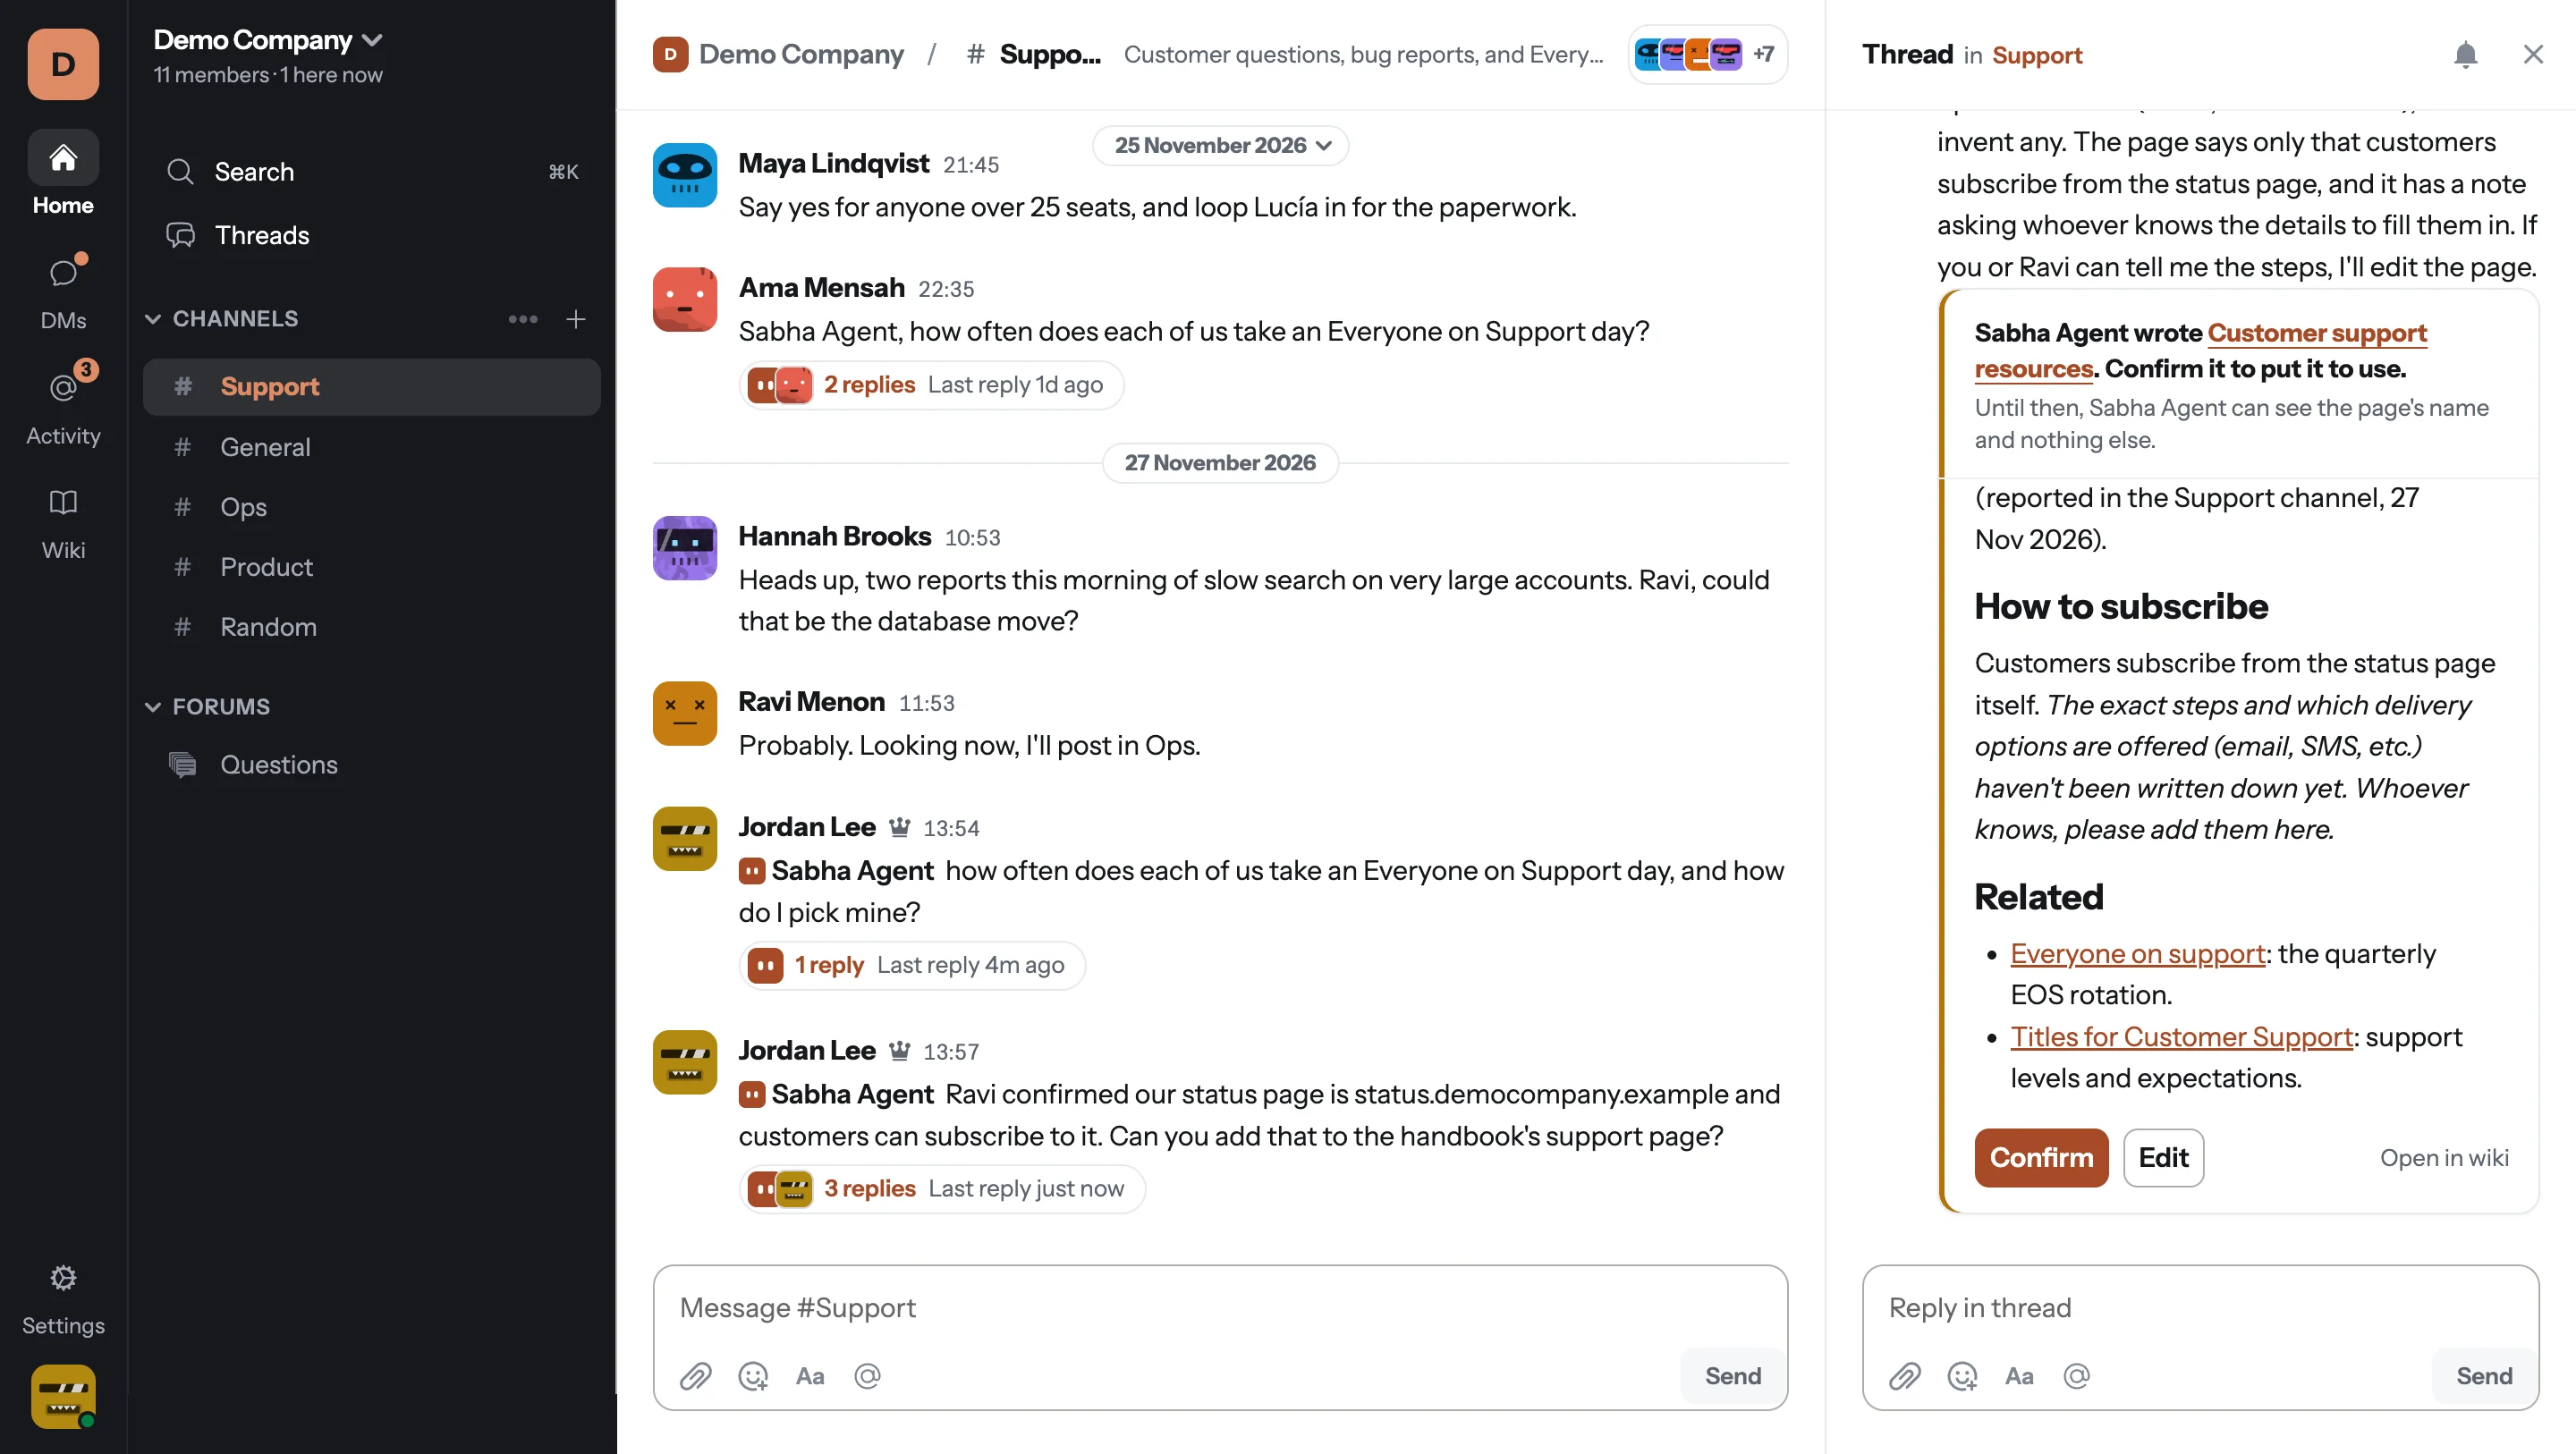 D
Home
DMs
3
Activity
Wiki
Settings
Demo Company
11 members · 1 here now
Search ⌘K
Threads
CHANNELS
# Support
# General
# Ops
# Product
# Random
FORUMS
Questions
D Demo Company / # Suppo... Customer questions, bug reports, and Every... +7
25 November 2026
Maya Lindqvist 21:45
Say yes for anyone over 25 seats, and loop Lucía in for the paperwork.
Ama Mensah 22:35
Sabha Agent, how often does each of us take an Everyone on Support day?
2 replies Last reply 1d ago
27 November 2026
Hannah Brooks 10:53
Heads up, two reports this morning of slow search on very large accounts. Ravi, could
that be the database move?
Ravi Menon 11:53
Probably. Looking now, I'll post in Ops.
Jordan Lee 13:54
Sabha Agent how often does each of us take an Everyone on Support day, and how
do I pick mine?
1 reply Last reply 4m ago
Jordan Lee 13:57
Sabha Agent Ravi confirmed our status page is status.democompany.example and
customers can subscribe to it. Can you add that to the handbook's support page?
3 replies Last reply just now
Message #Support
Aa @ Send
Thread in Support
invent any. The page says only that customers
subscribe from the status page, and it has a note
asking whoever knows the details to fill them in. If
you or Ravi can tell me the steps, I'll edit the page.
Sabha Agent wrote Customer support
resources. Confirm it to put it to use.
Until then, Sabha Agent can see the page's name
and nothing else.
(reported in the Support channel, 27
Nov 2026).
How to subscribe
Customers subscribe from the status page
itself. The exact steps and which delivery
options are offered (email, SMS, etc.)
haven't been written down yet. Whoever
knows, please add them here.
Related
• Everyone on support: the quarterly
EOS rotation.
• Titles for Customer Support: support
levels and expectations.
Confirm Edit Open in wiki
Reply in thread
Aa @ Send